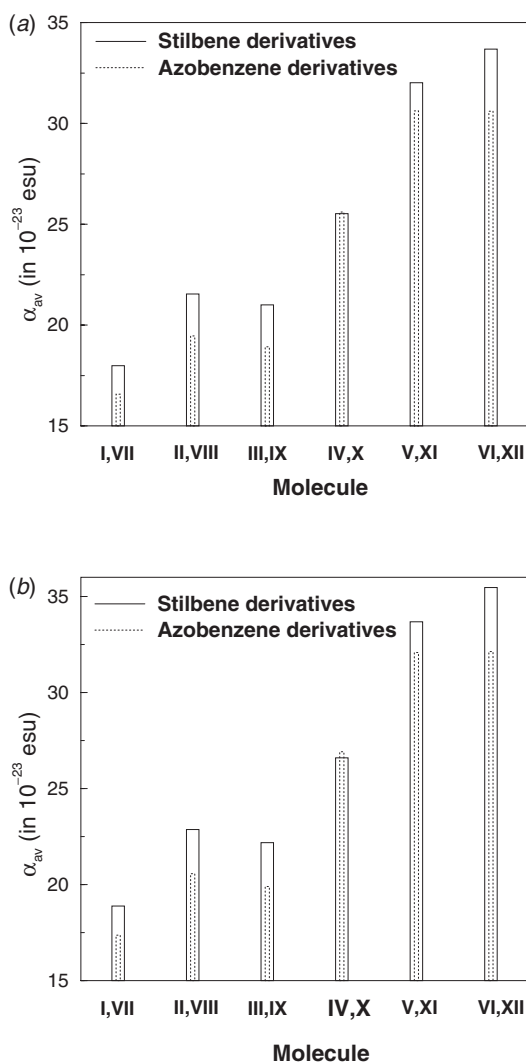 (a)
35
30
25
20
15
α_av (in 10^−23 esu)
Stilbene derivatives
Azobenzene derivatives
I,VII II,VIII III,IX IV,X V,XI VI,XII
Molecule
(b)
35
30
25
20
15
α_av (in 10^−23 esu)
Stilbene derivatives
Azobenzene derivatives
I,VII II,VIII III,IX IV,X V,XI VI,XII
Molecule